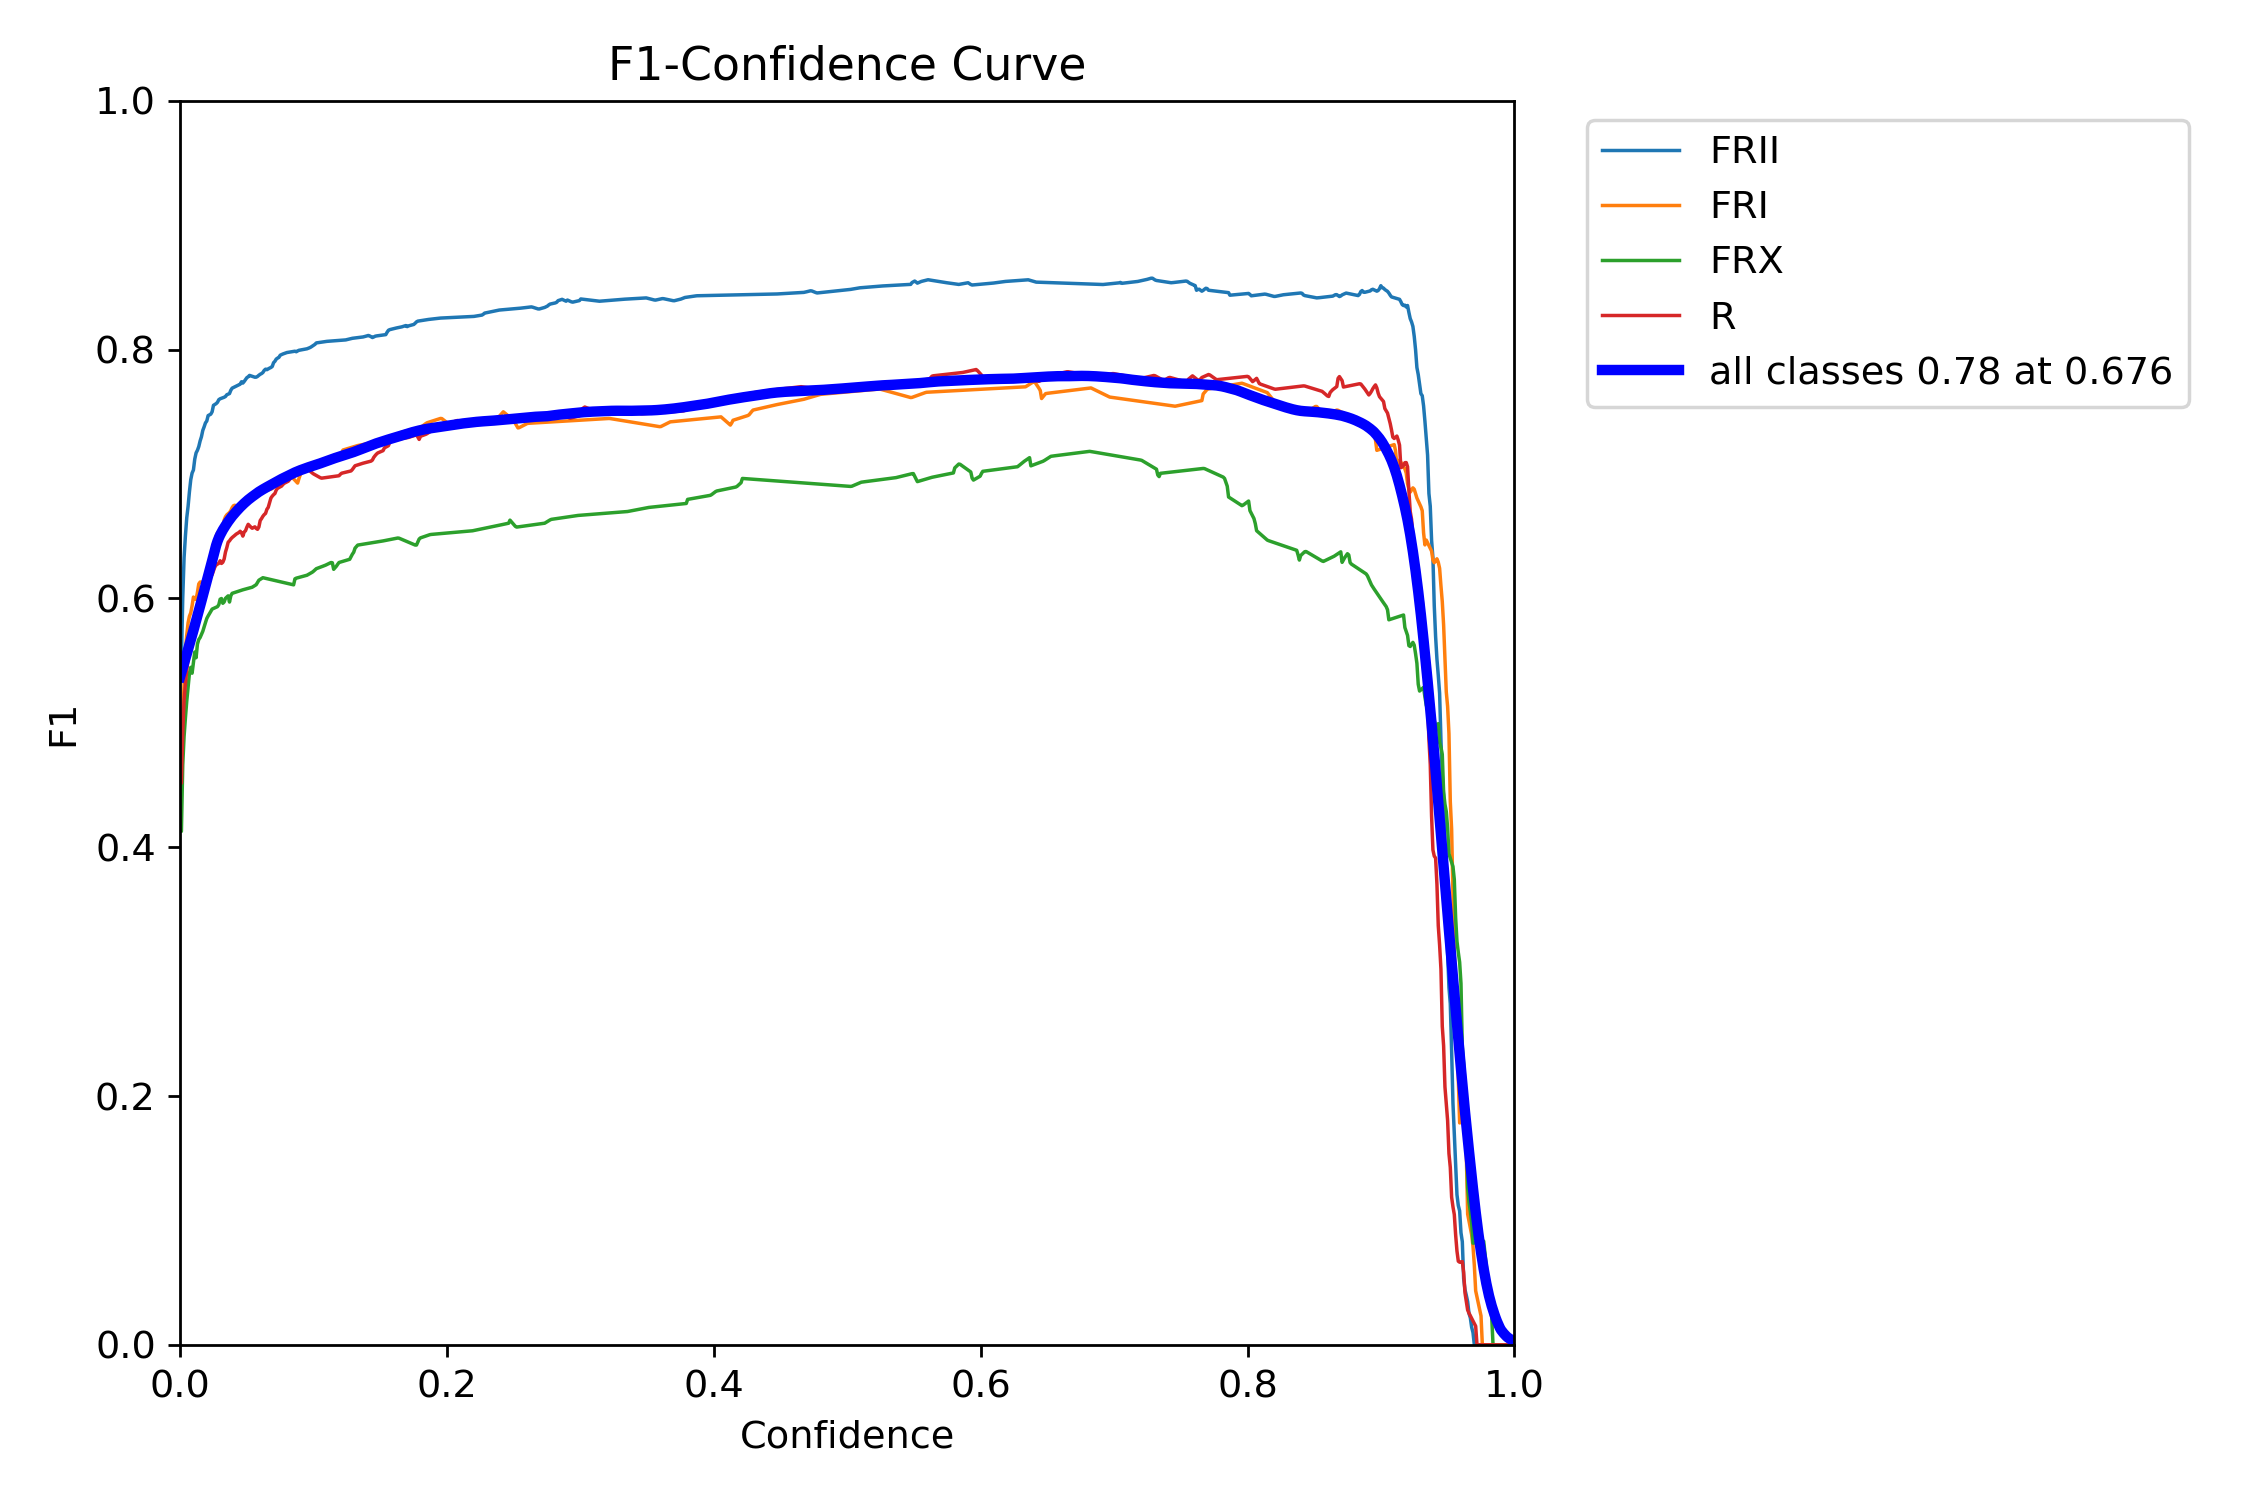 F1-Confidence Curve
1.0
0.8
0.6
0.4
0.2
0.0
F1
0.0 0.2 0.4 0.6 0.8 1.0
Confidence
FRII
FRI
FRX
R
all classes 0.78 at 0.676